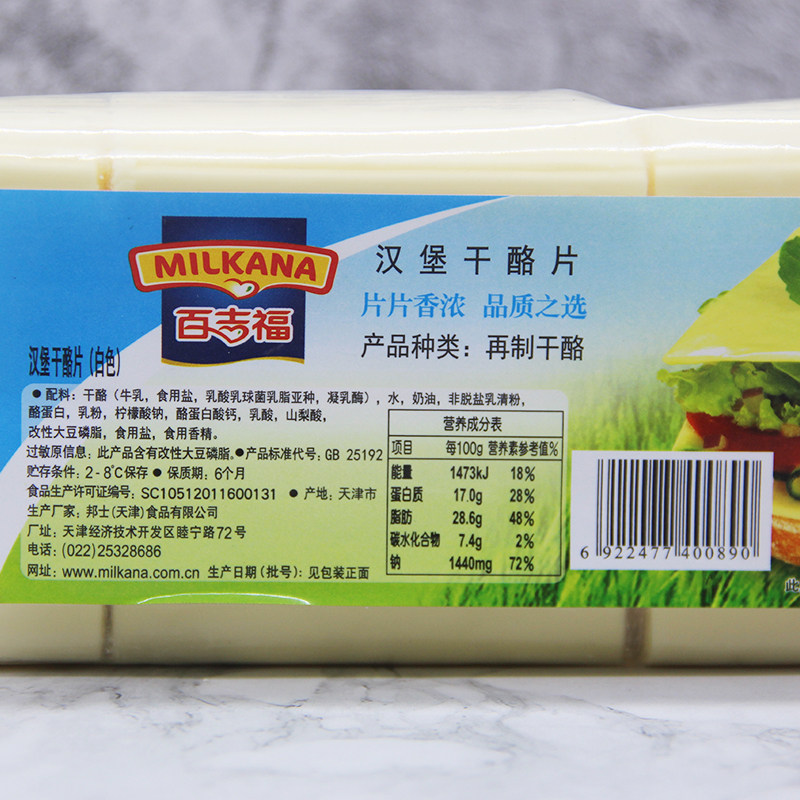 MILKANA
百吉福
汉堡干酪片
片片香浓 品质之选
产品种类：再制干酪
汉堡干酪片（白色）
● 配料：干酪（牛乳，食用盐，乳酸乳球菌乳脂亚种，凝乳酶），水，奶油，非脱盐乳清粉，
酪蛋白，乳粉，柠檬酸钠，酪蛋白酸钙，乳酸，山梨酸，
改性大豆磷脂，食用盐，食用香精。
过敏原信息：此产品含有改性大豆磷脂。●产品标准代号：GB 25192
贮存条件：2-8℃保存 ● 保质期：6个月
食品生产许可证编号：SC10512011600131 ● 产地：天津市
生产厂家：邦士(天津)食品有限公司
厂址：天津经济技术开发区睦宁路72号
电话：(022)25328686
网址：www.milkana.com.cn 生产日期(批号)：见包装正面
营养成分表
项目 每100g 营养素参考值%
能量 1473kJ 18%
蛋白质 17.0g 28%
脂肪 28.6g 48%
碳水化合物 7.4g 2%
钠 1440mg 72%
6 922477 400890
此